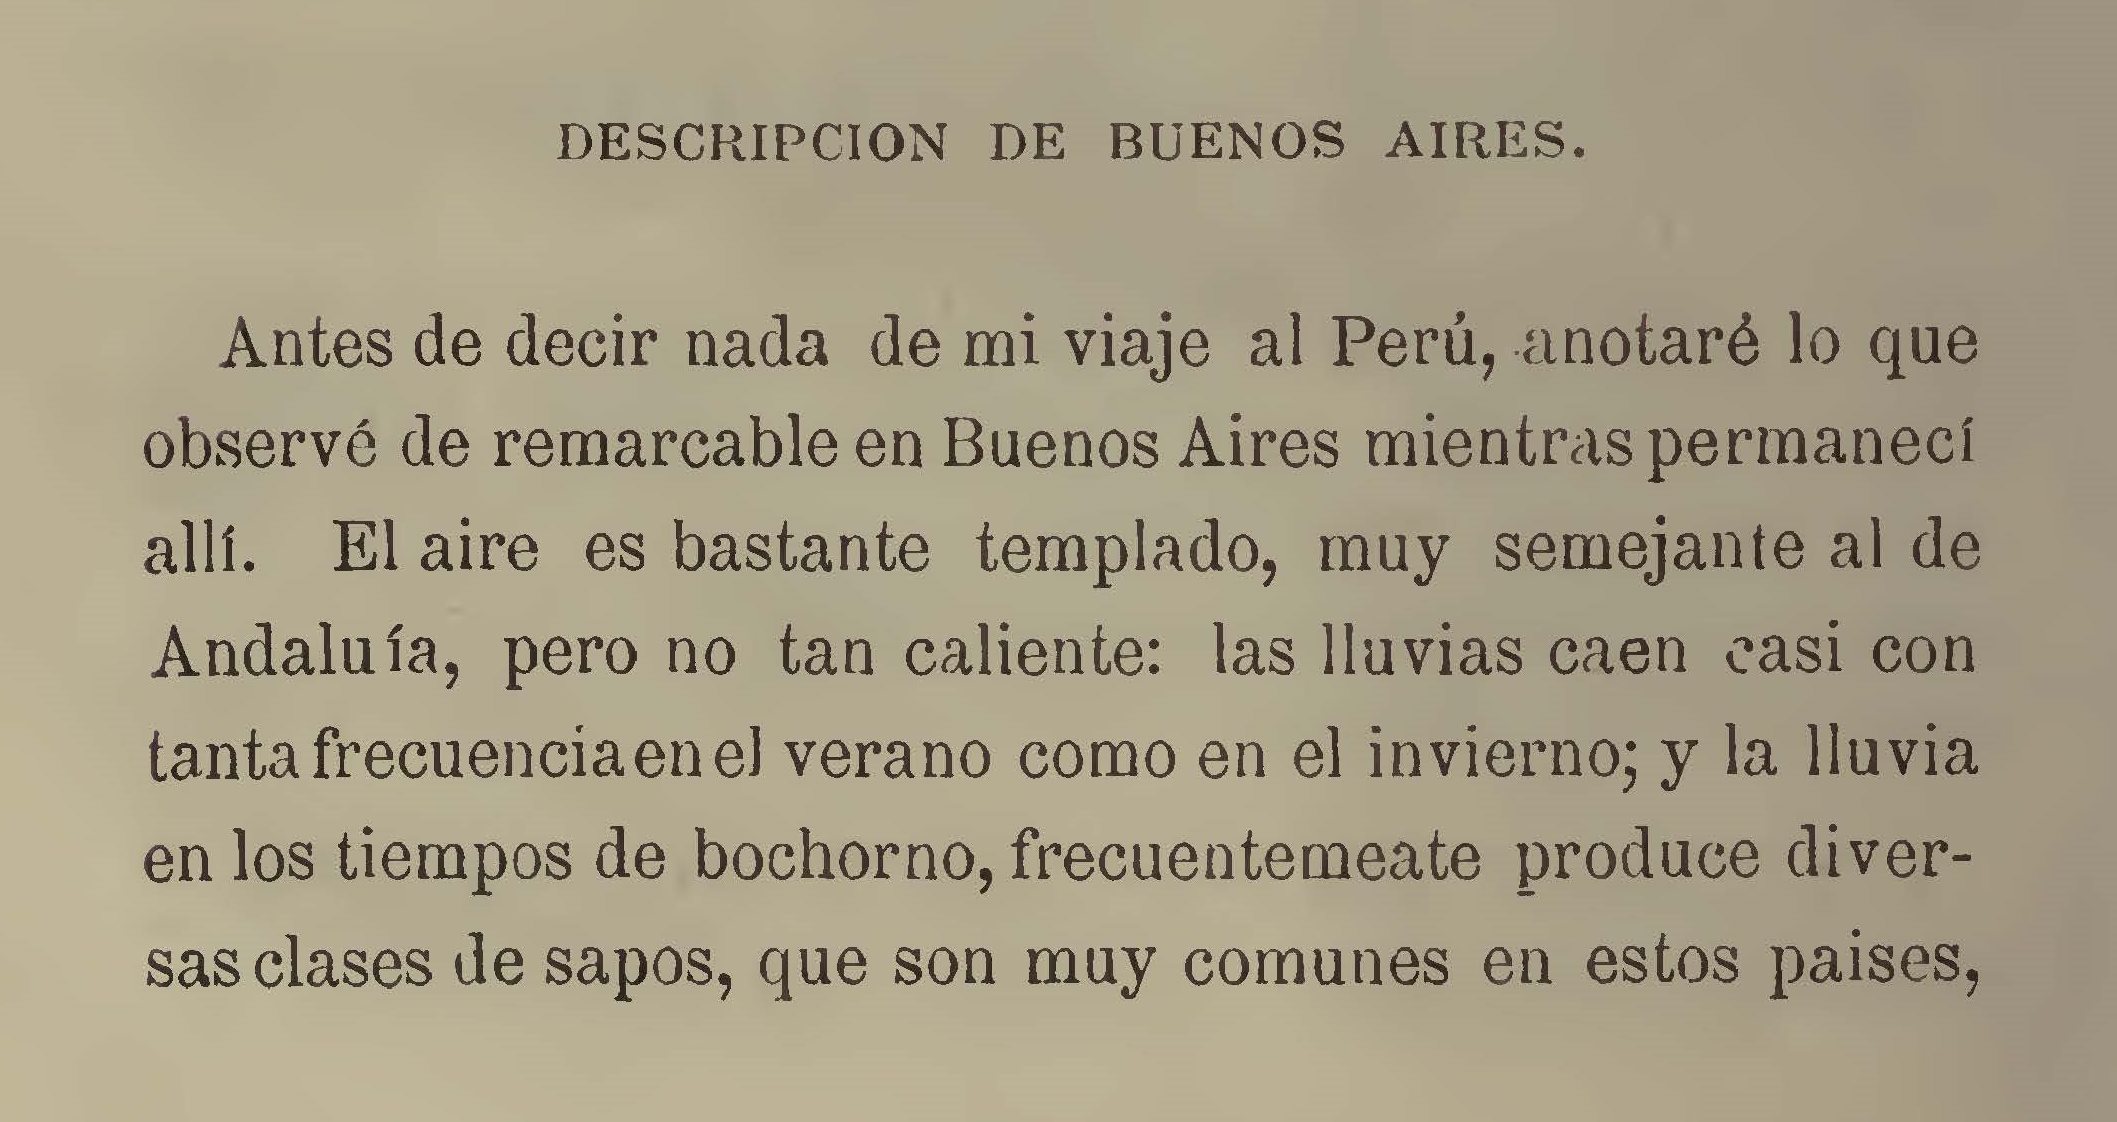 DESCRIPCION DE BUENOS AIRES.
Antes de decir nada de mi viaje al Perú, anotaré lo que
observé de remarcable en Buenos Aires mientras permanecí
allí. El aire es bastante templado, muy semejante al de
Andaluía, pero no tan caliente: las lluvias caen casi con
tanta frecuencia en el verano como en el invierno; y la lluvia
en los tiempos de bochorno, frecuentemeate produce diver-
sas clases de sapos, que son muy comunes en estos paises,